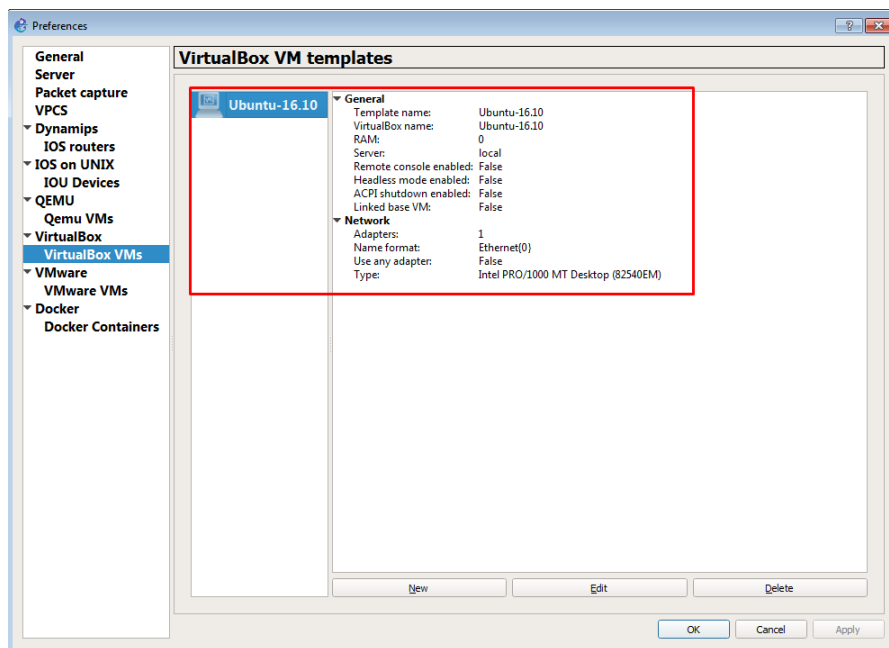 Preferences
General
Server
Packet capture
VPCS
Dynamips
IOS routers
IOS on UNIX
IOU Devices
QEMU
Qemu VMs
VirtualBox
VirtualBox VMs
VMware
VMware VMs
Docker
Docker Containers
VirtualBox VM templates
Ubuntu-16.10
General
Template name: Ubuntu-16.10
VirtualBox name: Ubuntu-16.10
RAM: 0
Server: local
Remote console enabled: False
Headless mode enabled: False
ACPI shutdown enabled: False
Linked base VM: False
Network
Adapters: 1
Name format: Ethernet{0}
Use any adapter: False
Type: Intel PRO/1000 MT Desktop (82540EM)
New Edit Delete
OK Cancel Apply